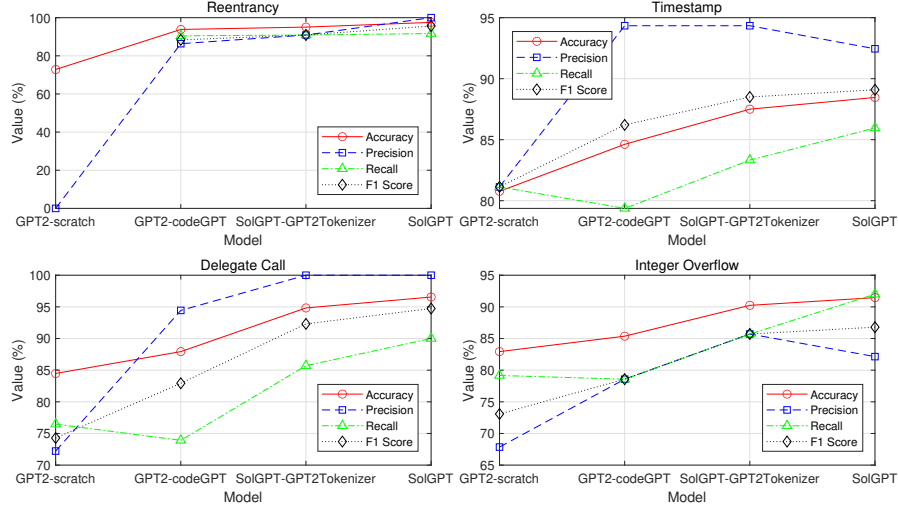 Reentrancy
100
80
60
40
20
0
Value (%)
Accuracy
Precision
Recall
F1 Score
GPT2-scratch
GPT2-codeGPT
SolGPT-GPT2Tokenizer
SolGPT
Model
Timestamp
95
90
85
80
Value (%)
Accuracy
Precision
Recall
F1 Score
GPT2-scratch
GPT2-codeGPT
SolGPT-GPT2Tokenizer
SolGPT
Model
Delegate Call
100
95
90
85
80
75
70
Value (%)
Accuracy
Precision
Recall
F1 Score
GPT2-scratch
GPT2-codeGPT
SolGPT-GPT2Tokenizer
SolGPT
Model
Integer Overflow
95
90
85
80
75
70
65
Value (%)
Accuracy
Precision
Recall
F1 Score
GPT2-scratch
GPT2-codeGPT
SolGPT-GPT2Tokenizer
SolGPT
Model